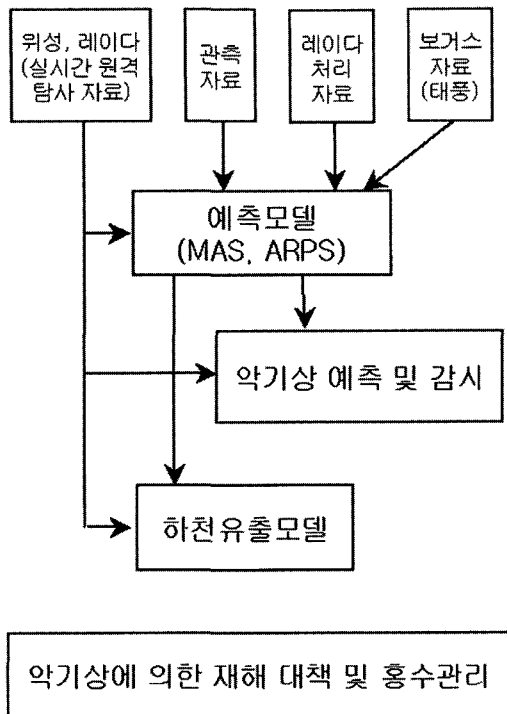 위성, 레이다
(실시간 원격
탐사 자료)
관측
자료
레이다
처리
자료
보거스
자료
(태풍)
예측모델
(MAS, ARPS)
악기상 예측 및 감시
하천유출모델
악기상에 의한 재해 대책 및 홍수관리